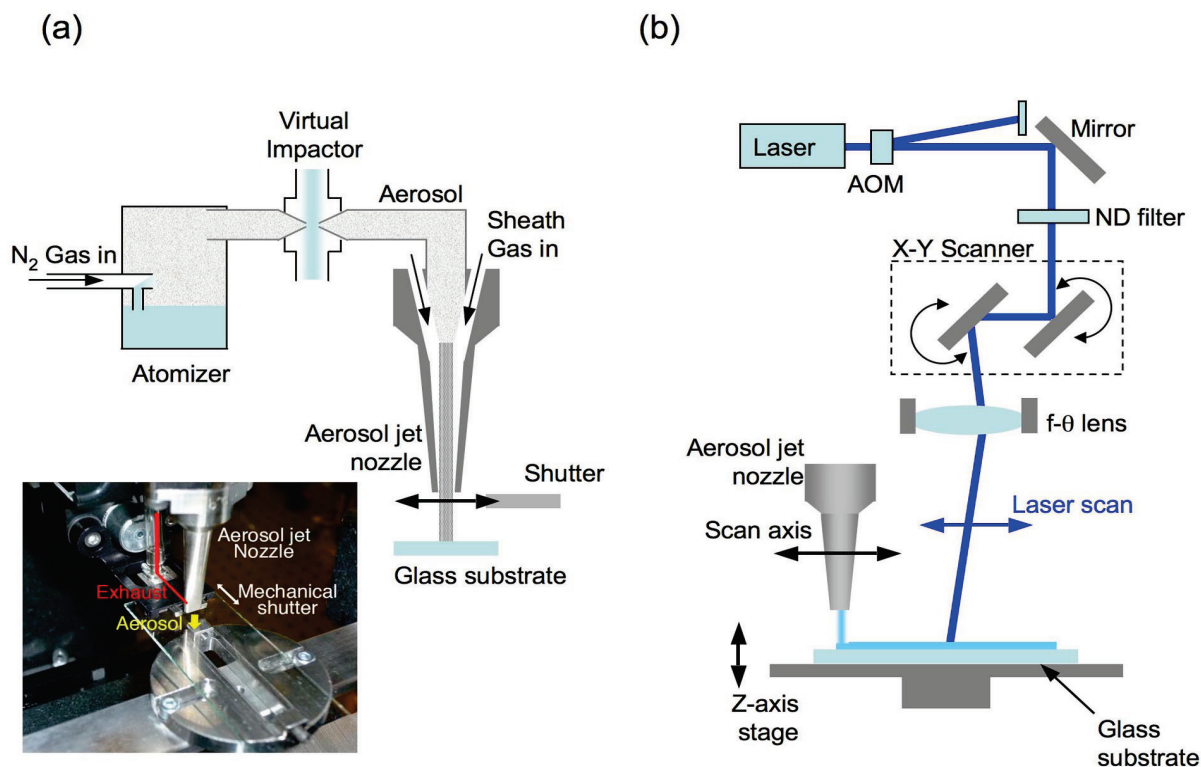 (a)
Virtual
Impactor
Aerosol
Sheath
Gas in
N₂ Gas in
Atomizer
Aerosol jet
nozzle
Shutter
Glass substrate
Aerosol jet
Nozzle
Exhaust
Mechanical
shutter
Aerosol
(b)
Laser
AOM
Mirror
ND filter
X-Y Scanner
f-θ lens
Aerosol jet
nozzle
Scan axis
Laser scan
Z-axis
stage
Glass
substrate